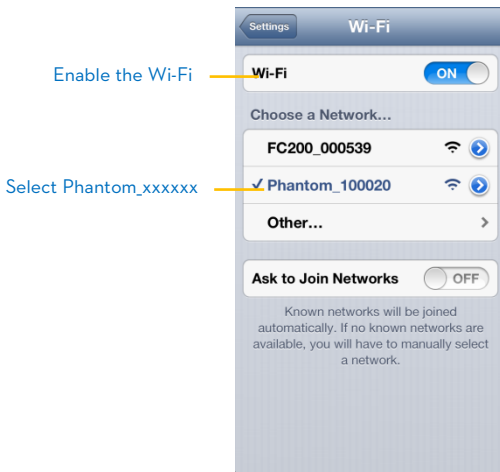 Settings
Wi-Fi
Enable the Wi-Fi
Wi-Fi
ON
Choose a Network...
FC200_000539
Select Phantom_xxxxxx
✓ Phantom_100020
Other...
Ask to Join Networks
OFF
Known networks will be joined
automatically. If no known networks are
available, you will have to manually select
a network.